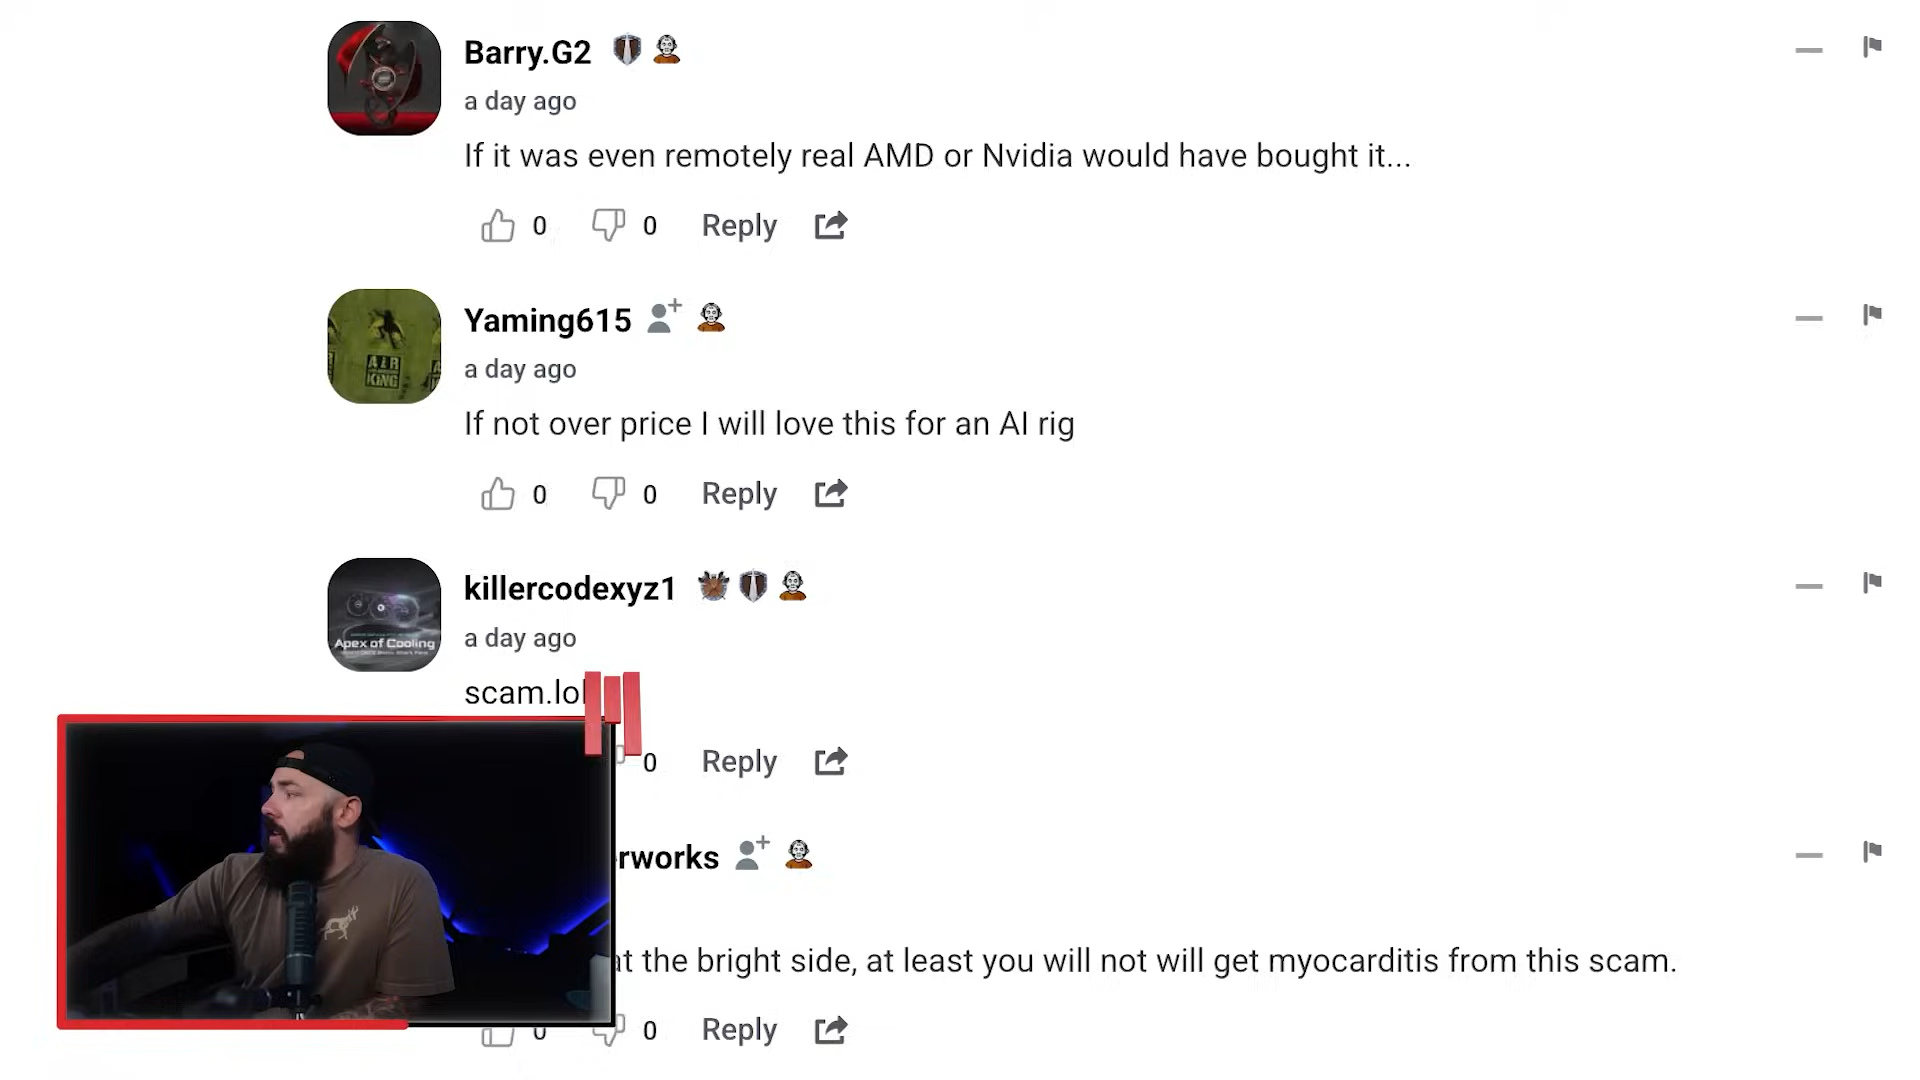 Barry.G2
a day ago
If it was even remotely real AMD or Nvidia would have bought it...
0 0 Reply
AIR
KING
Yaming615
a day ago
If not over price I will love this for an AI rig
0 0 Reply
Apex of Cooling
killercodexyz1
a day ago
scam.lol
0 Reply
at the bright side, at least you will not will get myocarditis from this scam.
0 0 Reply